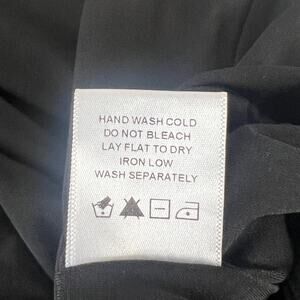 HAND WASH COLD
DO NOT BLEACH
LAY FLAT TO DRY
IRON LOW
WASH SEPARATELY